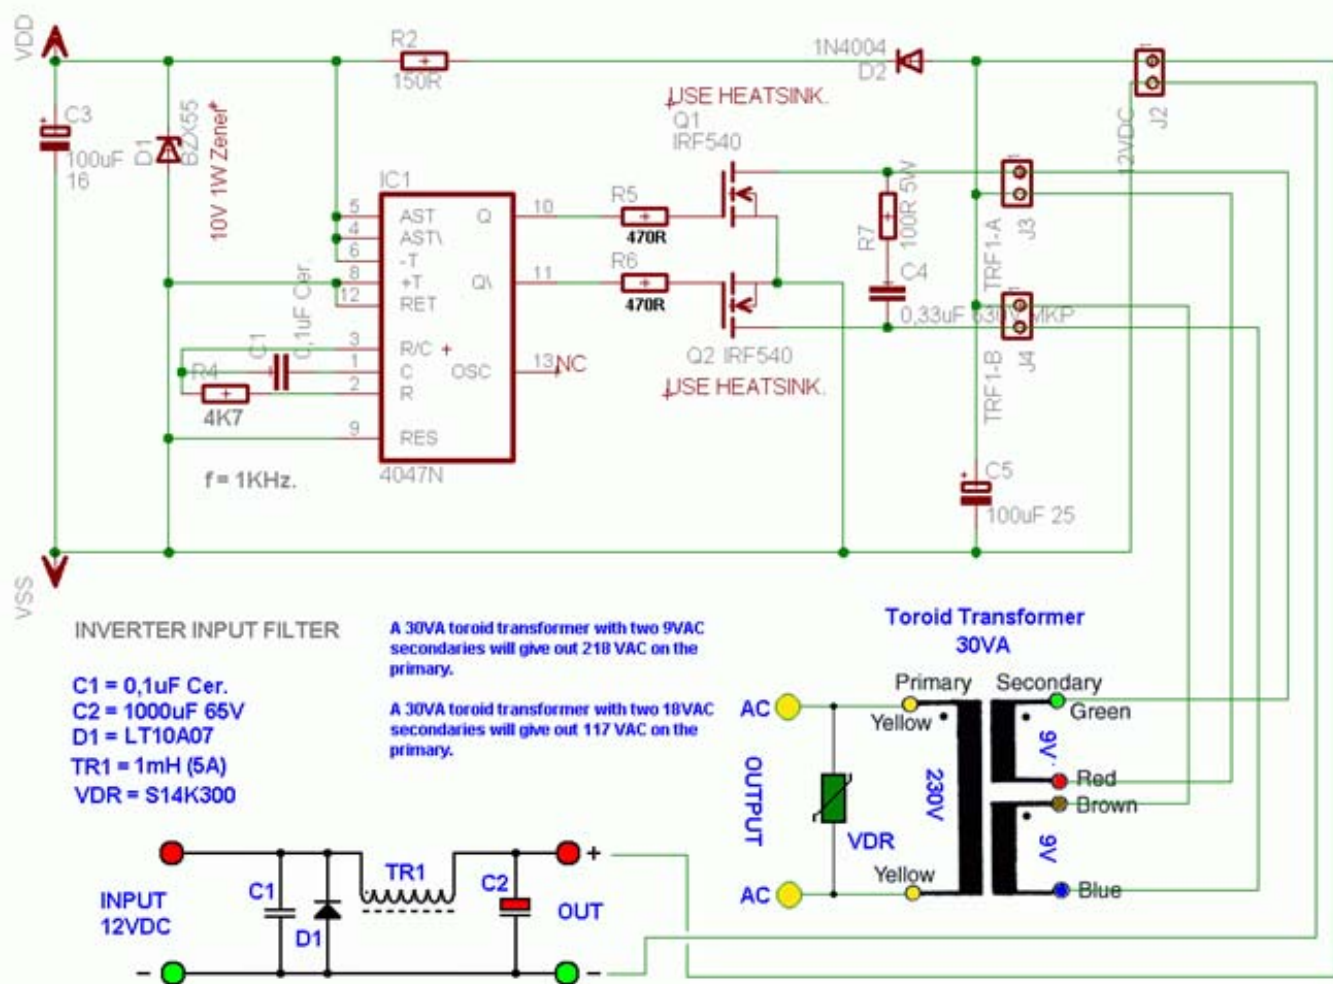 VDD
R2
150R
1N4004
D2
J2
12VDC
C3
100uF
16
D1
BZX55
10V 1W Zener
USE HEATSINK.
Q1
IRF540
IC1
5
4
6
8
12
3
1
2
9
AST
AST\
-T
+T
RET
R/C
C
R
RES
Q
Q\
OSC
10
11
13
NC
4047N
R5
470R
R6
470R
R7
100R 5W
C4
0,33uF 630V MKP
1
TRF1-A
J3
1
TRF1-B
J4
Q2 IRF540
USE HEATSINK.
C1
0,1uF Cer.
R4
4K7
f = 1KHz.
C5
100uF 25
VSS
INVERTER INPUT FILTER
C1 = 0,1uF Cer.
C2 = 1000uF 65V
D1 = LT10A07
TR1 = 1mH (5A)
VDR = S14K300
A 30VA toroid transformer with two 9VAC
secondaries will give out 218 VAC on the
primary.
A 30VA toroid transformer with two 18VAC
secondaries will give out 117 VAC on the
primary.
Toroid Transformer
30VA
Primary
Secondary
AC
Yellow
Green
OUTPUT
230V
9V
Red
Brown
VDR
9V
AC
Yellow
Blue
INPUT
12VDC
-
C1
D1
TR1
C2
+
OUT
-